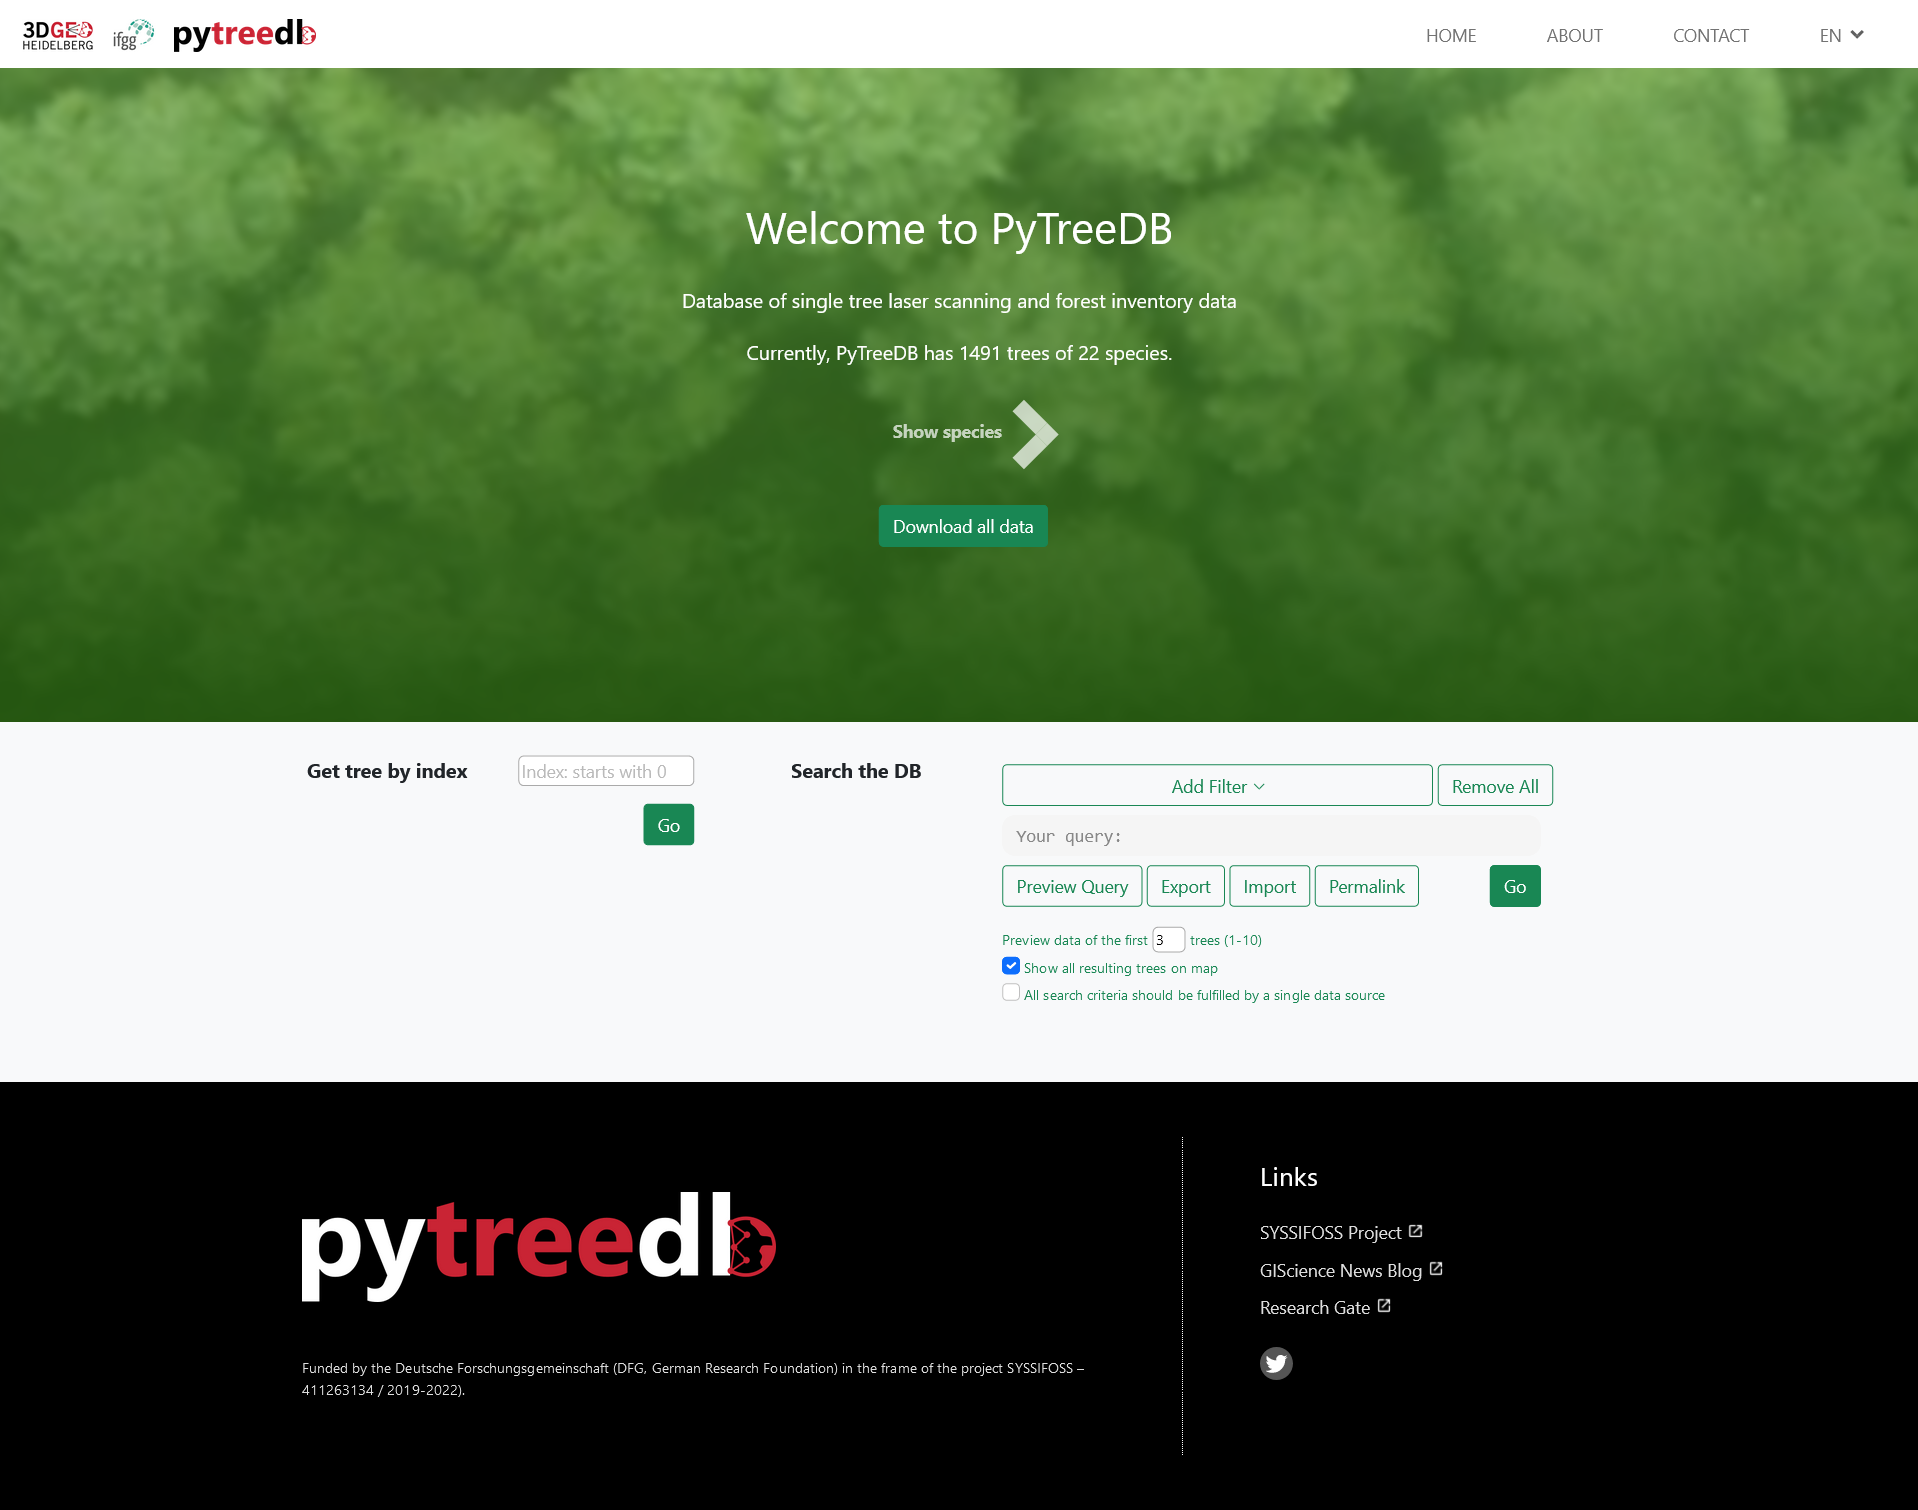 3DGEO
HEIDELBERG
ifgg
pytreedb
HOME
ABOUT
CONTACT
EN
Welcome to PyTreeDB
Database of single tree laser scanning and forest inventory data
Currently, PyTreeDB has 1491 trees of 22 species.
Show species
Download all data
Get tree by index
Index: starts with 0
Go
Search the DB
Add Filter
Remove All
Your query:
Preview Query
Export
Import
Permalink
Go
Preview data of the first 3 trees (1-10)
Show all resulting trees on map
All search criteria should be fulfilled by a single data source
pytreedb
Funded by the Deutsche Forschungsgemeinschaft (DFG, German Research Foundation) in the frame of the project SYSSIFOSS –
411263134 / 2019-2022).
Links
SYSSIFOSS Project
GIScience News Blog
Research Gate